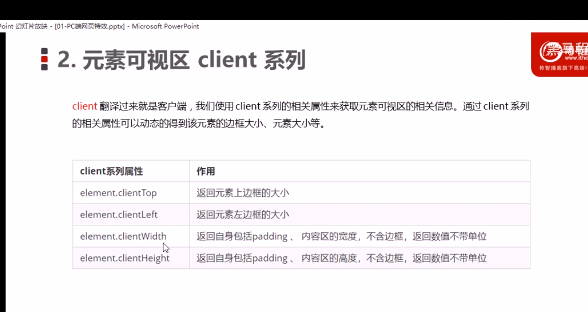 Point 幻灯片放映 - [01-PC端网页特效.pptx] - Microsoft PowerPoint
2. 元素可视区 client 系列
client 翻译过来就是客户端，我们使用 client 系列的相关属性来获取元素可视区的相关信息。通过 client 系列
的相关属性可以动态的得到该元素的边框大小、元素大小等。
client系列属性 作用
element.clientTop 返回元素上边框的大小
element.clientLeft 返回元素左边框的大小
element.clientWidth 返回自身包括padding 、 内容区的宽度，不含边框，返回数值不带单位
element.clientHeight 返回自身包括padding 、 内容区的高度，不含边框，返回数值不带单位